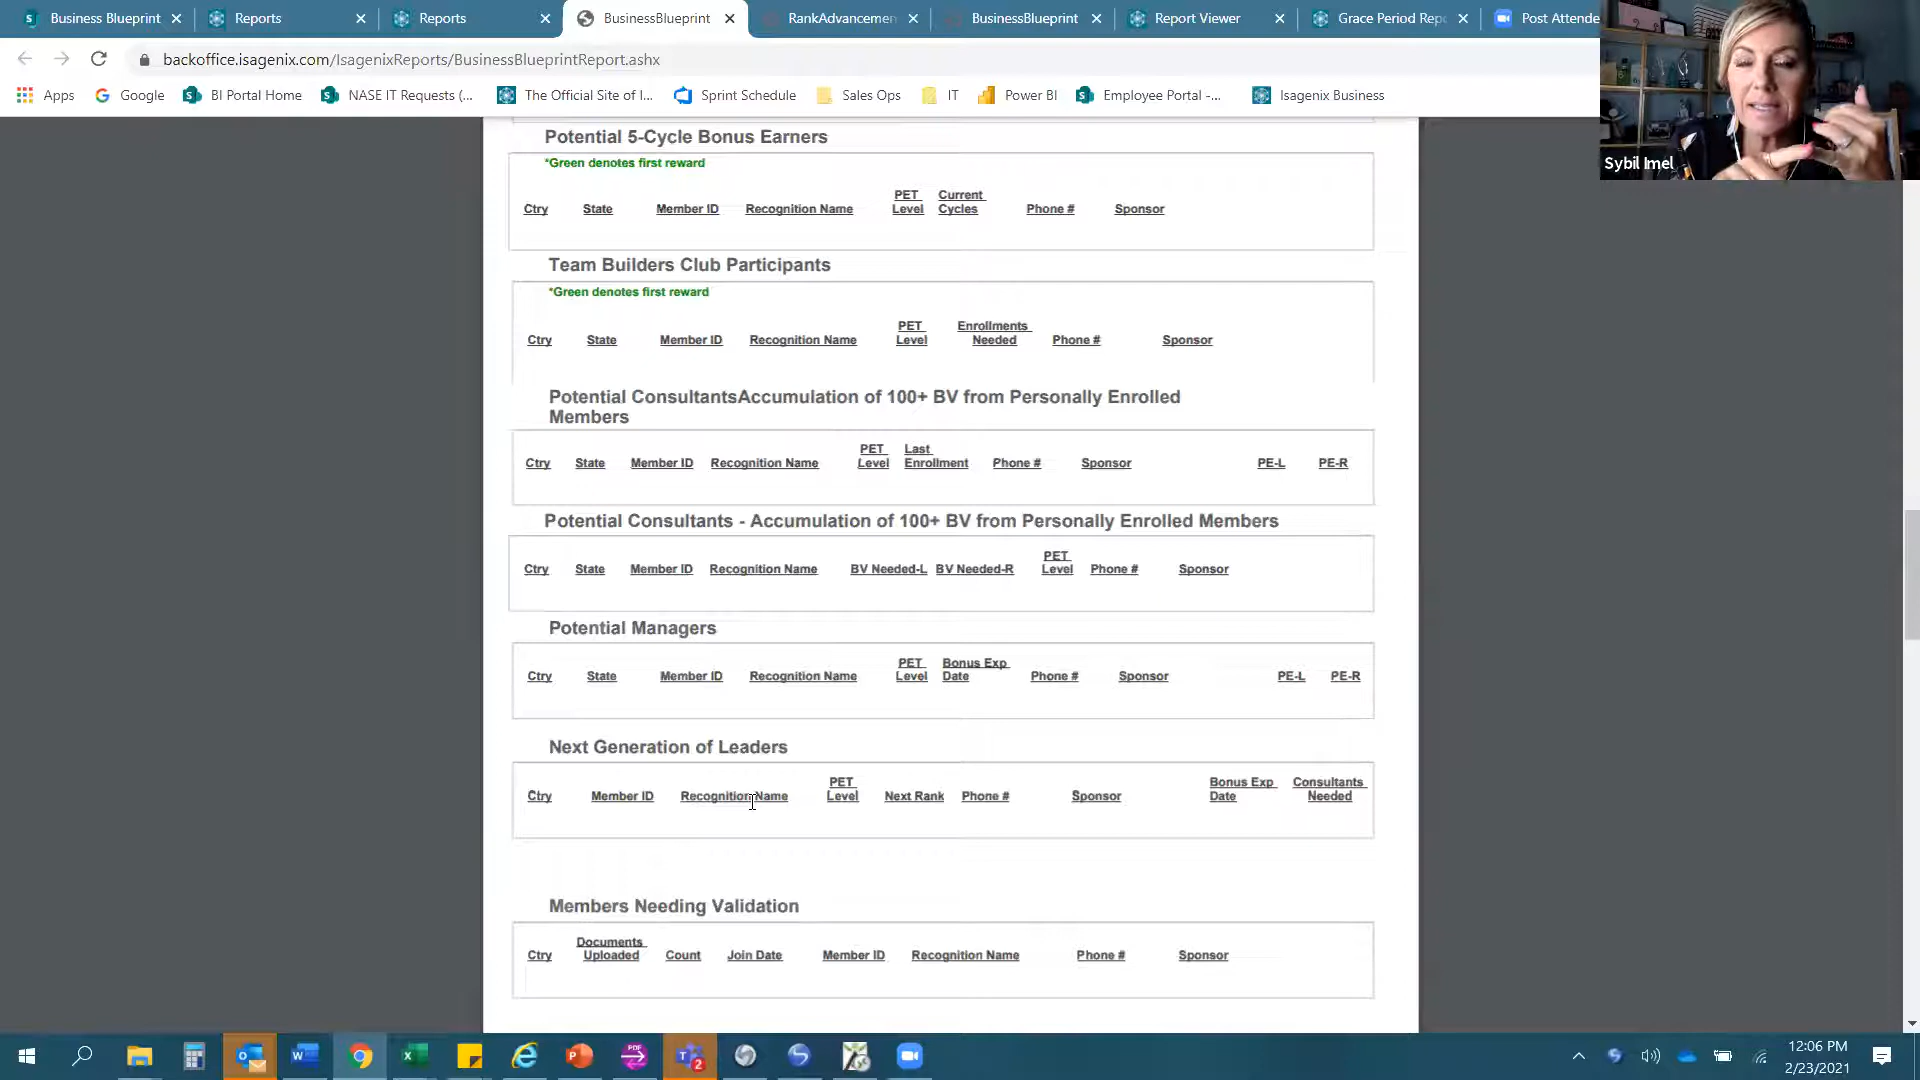 BusinessBlueprint
Reports
Reports
BusinessBlueprint
RankAdvancemen
BusinessBlueprint
Report Viewer
Grace Period Rep
Post Attende
backoffice.isagenix.com/IsagenixReports/BusinessBlueprintReport.ashx
Apps
Google
BI Portal Home
NASE IT Requests (...
The Official Site of I...
Sprint Schedule
Sales Ops
IT
Power BI
Employee Portal -...
Isagenix Business
Sybil Imel
Potential 5-Cycle Bonus Earners
*Green denotes first reward
Ctry State Member ID Recognition Name PET Level Current Cycles Phone # Sponsor
Team Builders Club Participants
*Green denotes first reward
Ctry State Member ID Recognition Name PET Level Enrollments Needed Phone # Sponsor
Potential ConsultantsAccumulation of 100+ BV from Personally Enrolled
Members
Ctry State Member ID Recognition Name PET Level Last Enrollment Phone # Sponsor PE-L PE-R
Potential Consultants - Accumulation of 100+ BV from Personally Enrolled Members
Ctry State Member ID Recognition Name BV Needed-L BV Needed-R PET Level Phone # Sponsor
Potential Managers
Ctry State Member ID Recognition Name PET Level Bonus Exp Date Phone # Sponsor PE-L PE-R
Next Generation of Leaders
Ctry Member ID Recognition Name PET Level Next Rank Phone # Sponsor Bonus Exp Date Consultants Needed
Members Needing Validation
Ctry Documents Uploaded Count Join Date Member ID Recognition Name Phone # Sponsor
12:06 PM
2/23/2021